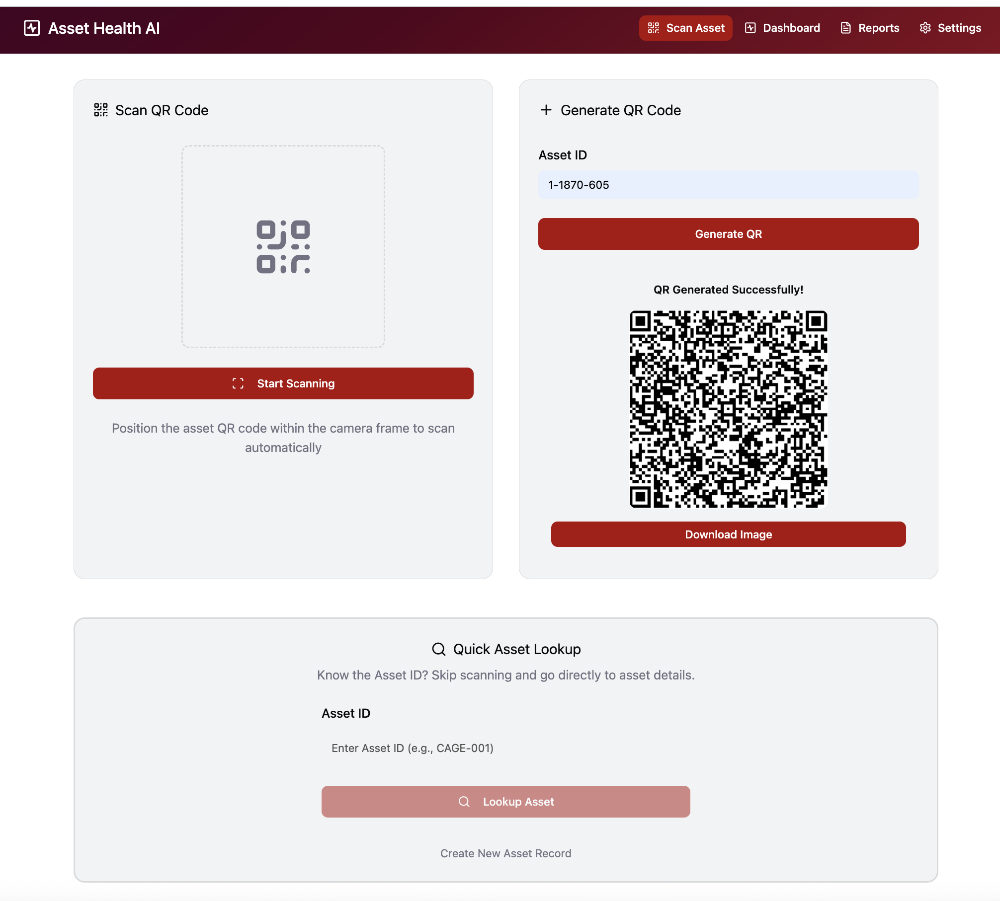 Asset Health AI
Scan Asset
Dashboard
Reports
Settings
Scan QR Code
Start Scanning
Position the asset QR code within the camera frame to scan
automatically
Generate QR Code
Asset ID
1-1870-605
Generate QR
QR Generated Successfully!
Download Image
Quick Asset Lookup
Know the Asset ID? Skip scanning and go directly to asset details.
Asset ID
Enter Asset ID (e.g., CAGE-001)
Lookup Asset
Create New Asset Record